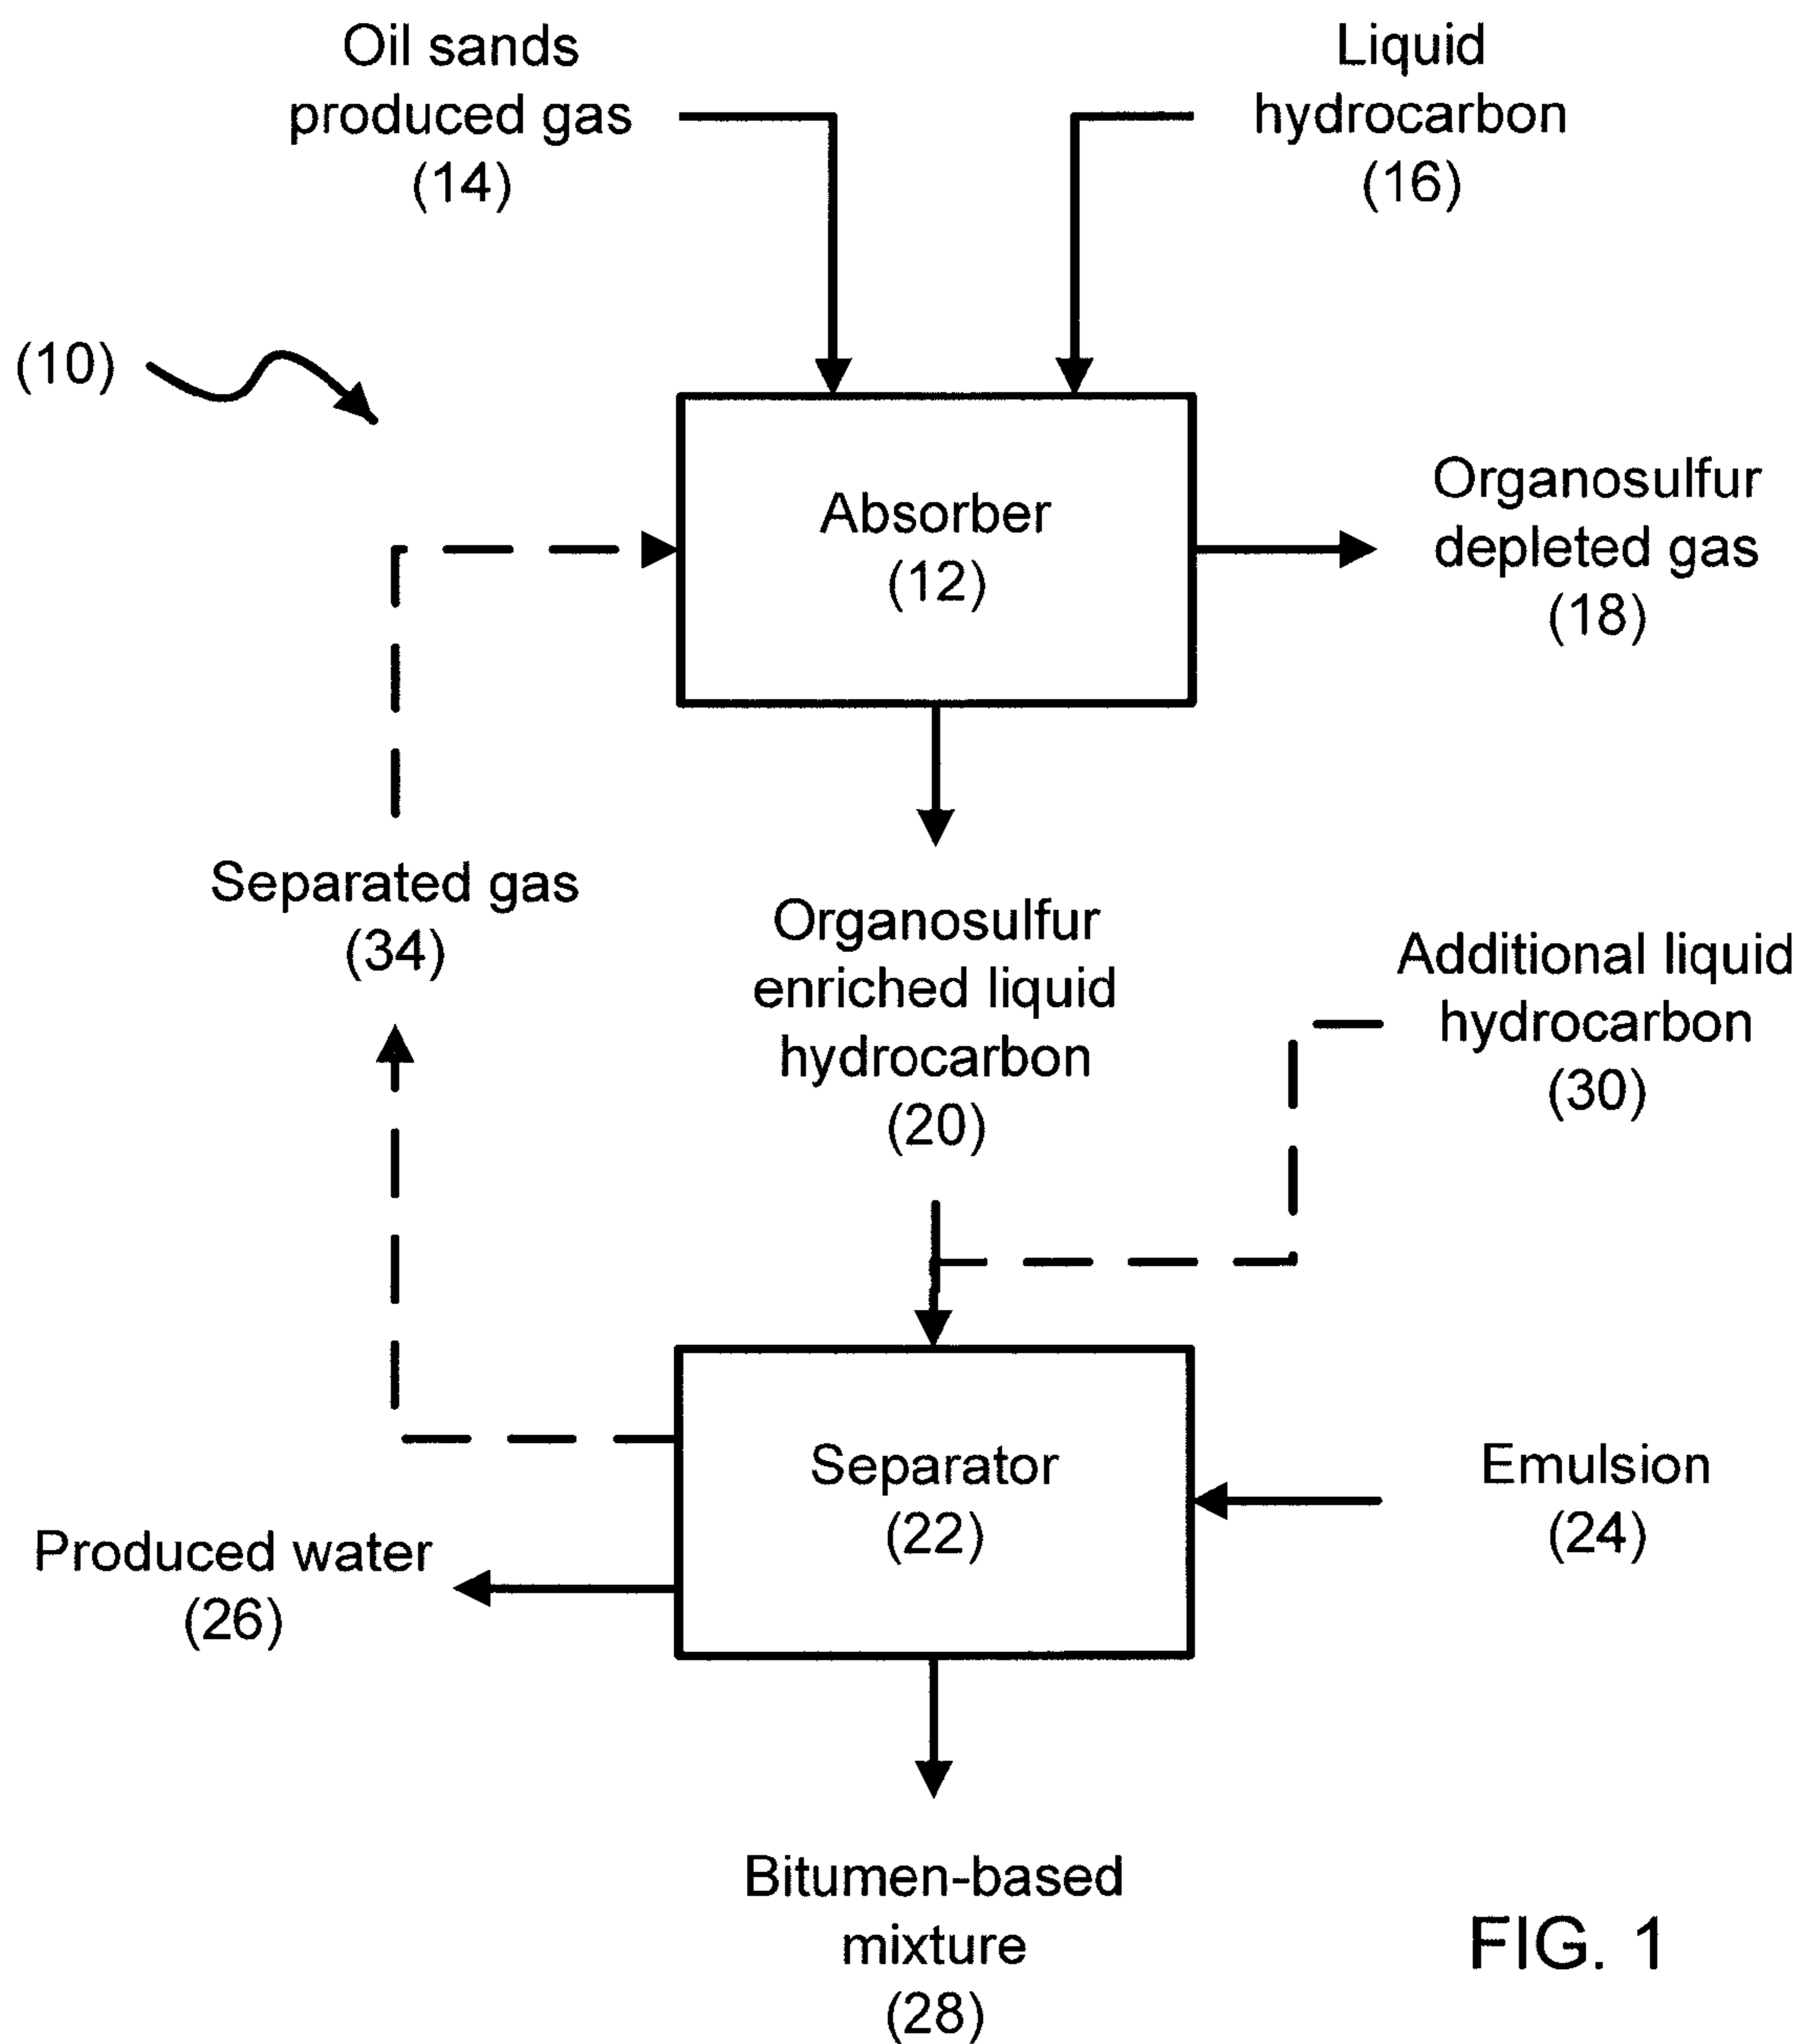 Oil sands
produced gas
(14)
Liquid
hydrocarbon
(16)
(10)
Absorber
(12)
Organosulfur
depleted gas
(18)
Separated gas
(34)
Organosulfur
enriched liquid
hydrocarbon
(20)
Additional liquid
hydrocarbon
(30)
Separator
(22)
Emulsion
(24)
Produced water
(26)
Bitumen-based
mixture
(28)
FIG. 1